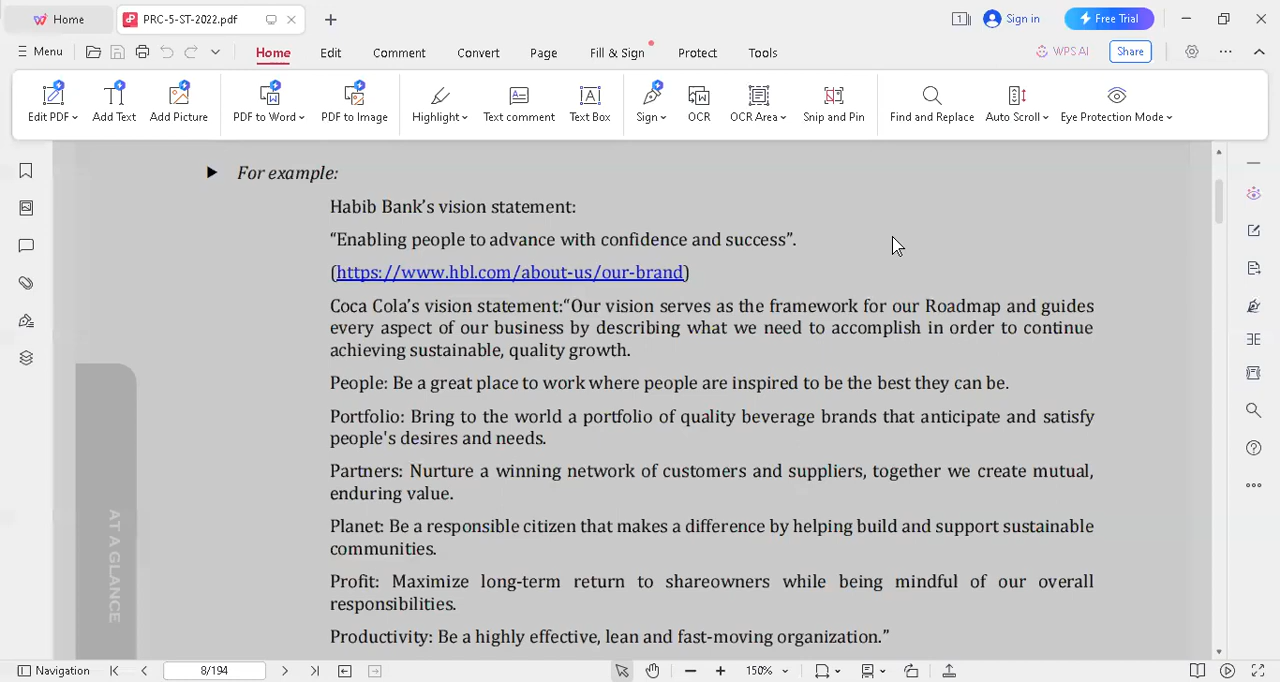 Home
PRC-5-ST-2022.pdf
Sign in
Free Trial
Menu
Home
Edit
Comment
Convert
Page
Fill & Sign
Protect
Tools
WPS AI
Share
Edit PDF
Add Text
Add Picture
PDF to Word
PDF to Image
Highlight
Text comment
Text Box
Sign
OCR
OCR Area
Snip and Pin
Find and Replace
Auto Scroll
Eye Protection Mode
For example:
Habib Bank’s vision statement:
“Enabling people to advance with confidence and success”.
(https://www.hbl.com/about-us/our-brand)
Coca Cola’s vision statement:“Our vision serves as the framework for our Roadmap and guides
every aspect of our business by describing what we need to accomplish in order to continue
achieving sustainable, quality growth.
People: Be a great place to work where people are inspired to be the best they can be.
Portfolio: Bring to the world a portfolio of quality beverage brands that anticipate and satisfy
people's desires and needs.
Partners: Nurture a winning network of customers and suppliers, together we create mutual,
enduring value.
Planet: Be a responsible citizen that makes a difference by helping build and support sustainable
communities.
Profit: Maximize long-term return to shareowners while being mindful of our overall
responsibilities.
Productivity: Be a highly effective, lean and fast-moving organization.”
AT A GLANCE
Navigation
8/194
150%